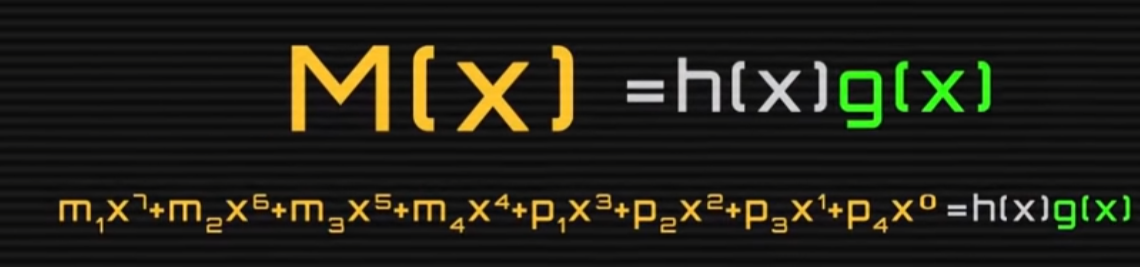 M(x) =h(x)g(x)
m₁x⁷+m₂x⁶+m₃x⁵+m₄x⁴+p₁x³+p₂x²+p₃x¹+p₄x⁰=h(x)g(x)